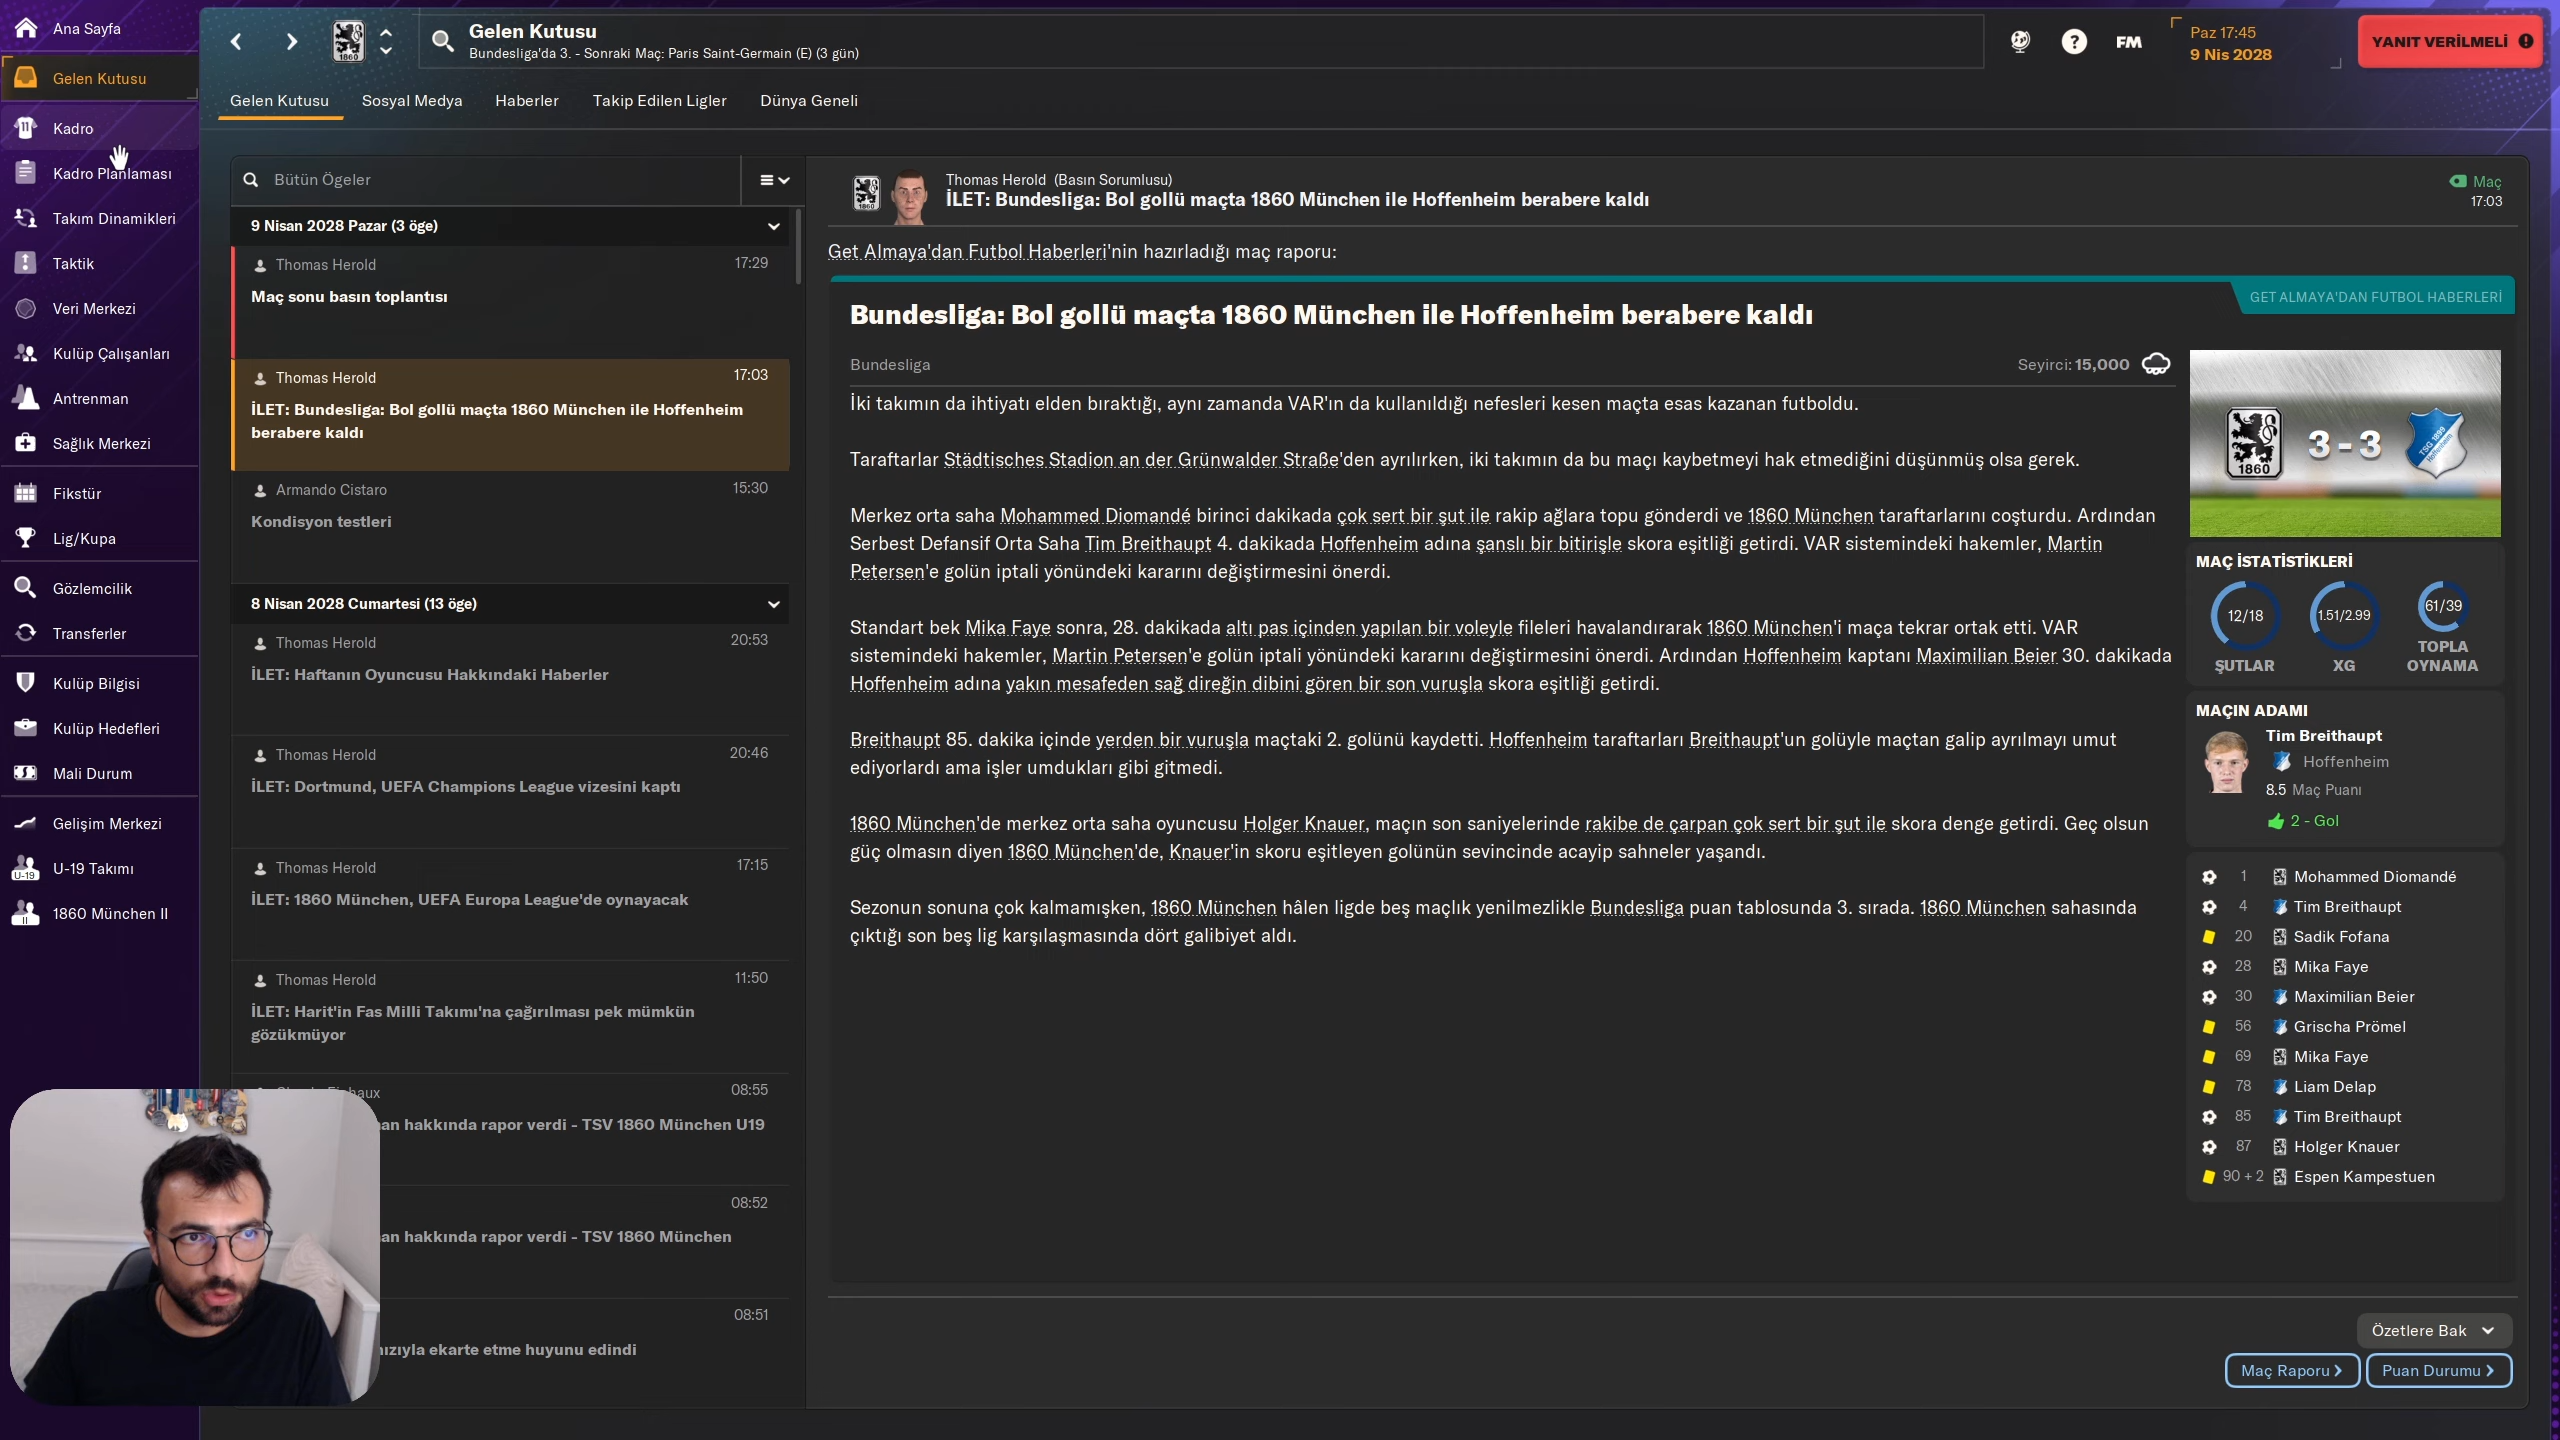 Ana Sayfa
Gelen Kutusu
Kadro
Kadro Planlaması
Takım Dinamikleri
Taktik
Veri Merkezi
Kulüp Çalışanları
Antrenman
Sağlık Merkezi
Fikstür
Lig/Kupa
Gözlemcilik
Transferler
Kulüp Bilgisi
Kulüp Hedefleri
Mali Durum
Gelişim Merkezi
U-19 Takımı
1860 München II
Gelen Kutusu
Bundesliga'da 3. - Sonraki Maç: Paris Saint-Germain (E) (3 gün)
FM
Paz 17:45
9 Nis 2028
YANIT VERİLMELİ
Gelen Kutusu
Sosyal Medya
Haberler
Takip Edilen Ligler
Dünya Geneli
Bütün Ögeler
9 Nisan 2028 Pazar (3 öge)
Thomas Herold 17:29
Maç sonu basın toplantısı
Thomas Herold 17:03
İLET: Bundesliga: Bol gollü maçta 1860 München ile Hoffenheim
berabere kaldı
Armando Cistaro 15:30
Kondisyon testleri
8 Nisan 2028 Cumartesi (13 öge)
Thomas Herold 20:53
İLET: Haftanın Oyuncusu Hakkındaki Haberler
Thomas Herold 20:46
İLET: Dortmund, UEFA Champions League vizesini kaptı
Thomas Herold 17:15
İLET: 1860 München, UEFA Europa League'de oynayacak
Thomas Herold 11:50
İLET: Harit'in Fas Milli Takımı'na çağırılması pek mümkün
gözükmüyor
08:55
an hakkında rapor verdi - TSV 1860 München U19
08:52
an hakkında rapor verdi - TSV 1860 München
08:51
ızıyla ekarte etme huyunu edindi
Thomas Herold (Basın Sorumlusu)
İLET: Bundesliga: Bol gollü maçta 1860 München ile Hoffenheim berabere kaldı
Maç
17:03
Get Almaya'dan Futbol Haberleri'nin hazırladığı maç raporu:
GET ALMAYA'DAN FUTBOL HABERLERİ
Bundesliga: Bol gollü maçta 1860 München ile Hoffenheim berabere kaldı
Bundesliga
Seyirci: 15,000
İki takımın da ihtiyatı elden bıraktığı, aynı zamanda VAR'ın da kullanıldığı nefesleri kesen maçta esas kazanan futboldu.
Taraftarlar Städtisches Stadion an der Grünwalder Straße'den ayrılırken, iki takımın da bu maçı kaybetmeyi hak etmediğini düşünmüş olsa gerek.
Merkez orta saha Mohammed Diomandé birinci dakikada çok sert bir şut ile rakip ağlara topu gönderdi ve 1860 München taraftarlarını coşturdu. Ardından
Serbest Defansif Orta Saha Tim Breithaupt 4. dakikada Hoffenheim adına şanslı bir bitirişle skora eşitliği getirdi. VAR sistemindeki hakemler, Martin
Petersen'e golün iptali yönündeki kararını değiştirmesini önerdi.
Standart bek Mika Faye sonra, 28. dakikada altı pas içinden yapılan bir voleyle fileleri havalandırarak 1860 München'i maça tekrar ortak etti. VAR
sistemindeki hakemler, Martin Petersen'e golün iptali yönündeki kararını değiştirmesini önerdi. Ardından Hoffenheim kaptanı Maximilian Beier 30. dakikada
Hoffenheim adına yakın mesafeden sağ direğin dibini gören bir son vuruşla skora eşitliği getirdi.
Breithaupt 85. dakika içinde yerden bir vuruşla maçtaki 2. golünü kaydetti. Hoffenheim taraftarları Breithaupt'un golüyle maçtan galip ayrılmayı umut
ediyorlardı ama işler umdukları gibi gitmedi.
1860 München'de merkez orta saha oyuncusu Holger Knauer, maçın son saniyelerinde rakibe de çarpan çok sert bir şut ile skora denge getirdi. Geç olsun
güç olmasın diyen 1860 München'de, Knauer'in skoru eşitleyen golünün sevincinde acayip sahneler yaşandı.
Sezonun sonuna çok kalmamışken, 1860 München hâlen ligde beş maçlık yenilmezlikle Bundesliga puan tablosunda 3. sırada. 1860 München sahasında
çıktığı son beş lig karşılaşmasında dört galibiyet aldı.
1860
3 - 3
MAÇ İSTATİSTİKLERİ
12/18
1.51/2.99
61/39
ŞUTLAR
XG
TOPLA
OYNAMA
MAÇIN ADAMI
Tim Breithaupt
Hoffenheim
8.5 Maç Puanı
2 - Gol
1 Mohammed Diomandé
4 Tim Breithaupt
20 Sadik Fofana
28 Mika Faye
30 Maximilian Beier
56 Grischa Prömel
69 Mika Faye
78 Liam Delap
85 Tim Breithaupt
87 Holger Knauer
90 + 2 Espen Kampestuen
Özetlere Bak
Maç Raporu
Puan Durumu